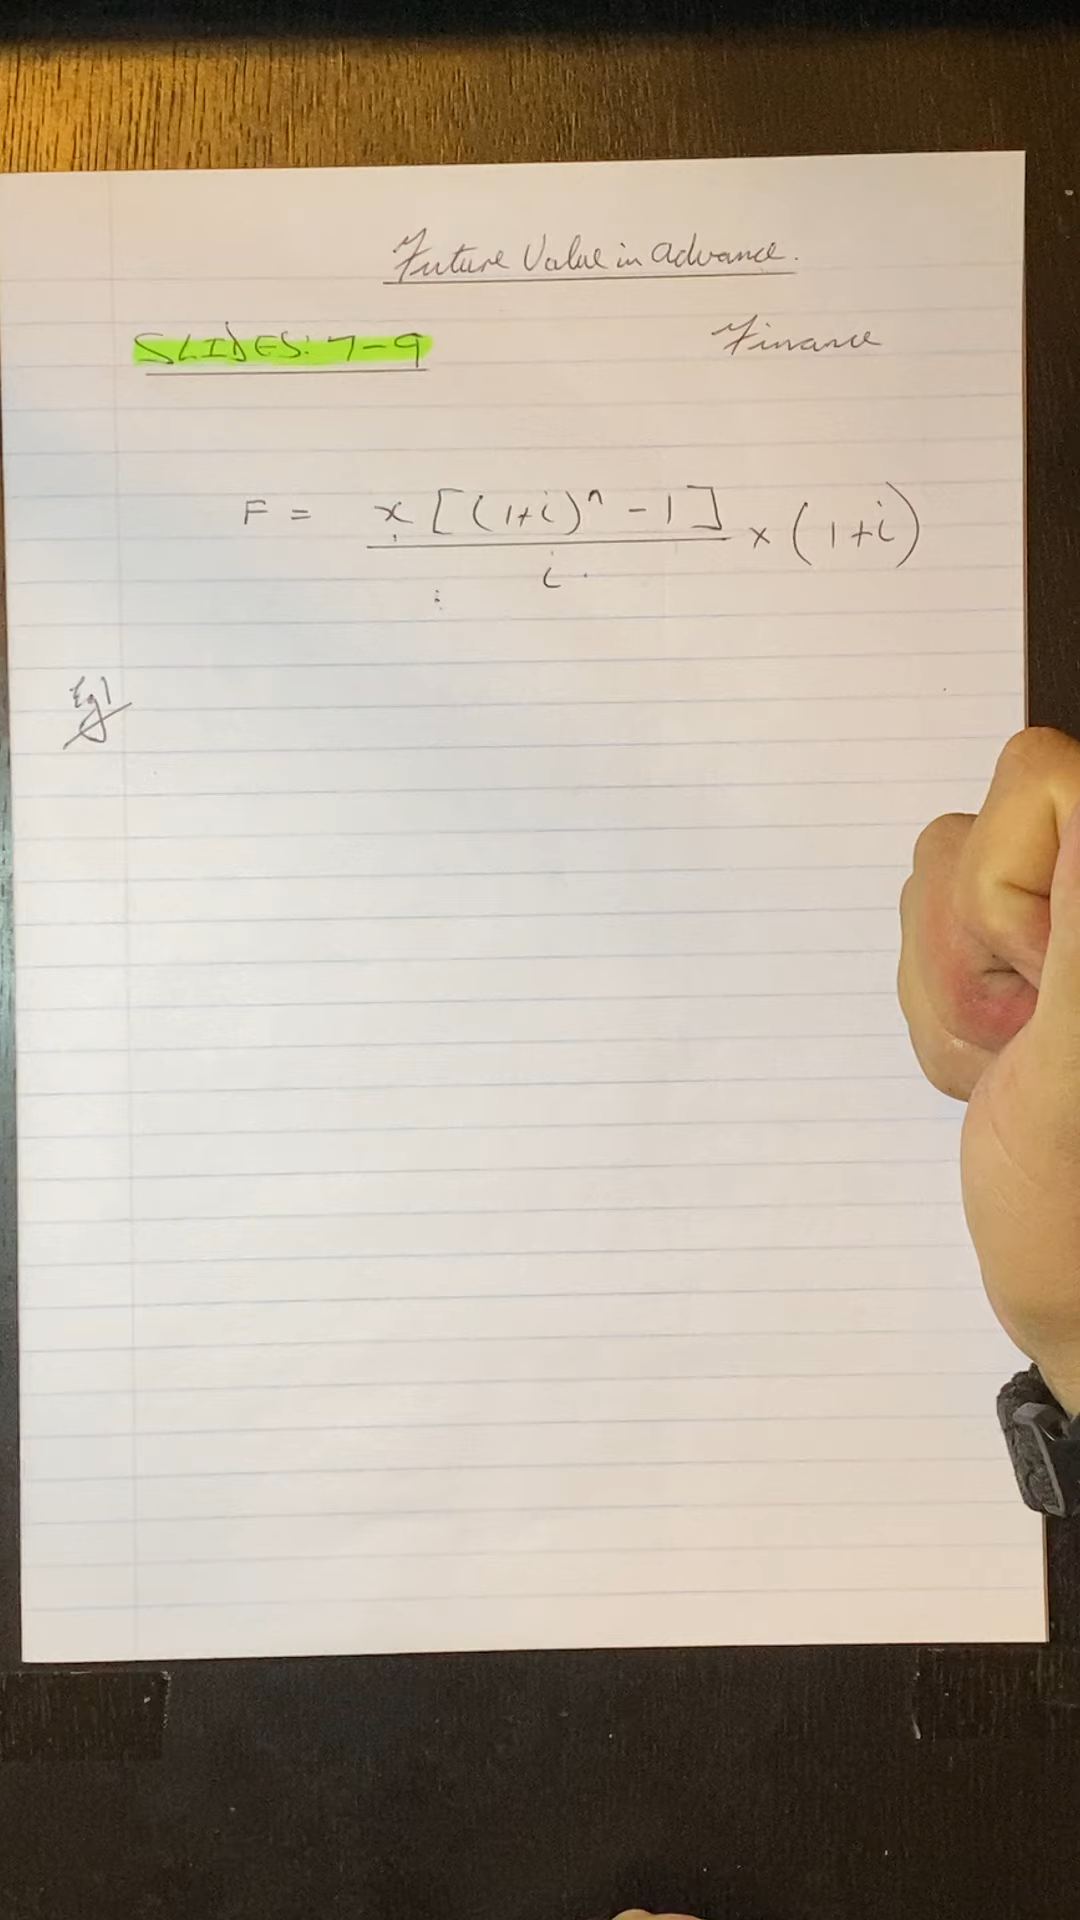 Future Value in advance.
SLIDES: 7-9
Finance
F = x[(1+i)^n - 1] / i × (1+i)
Eg1